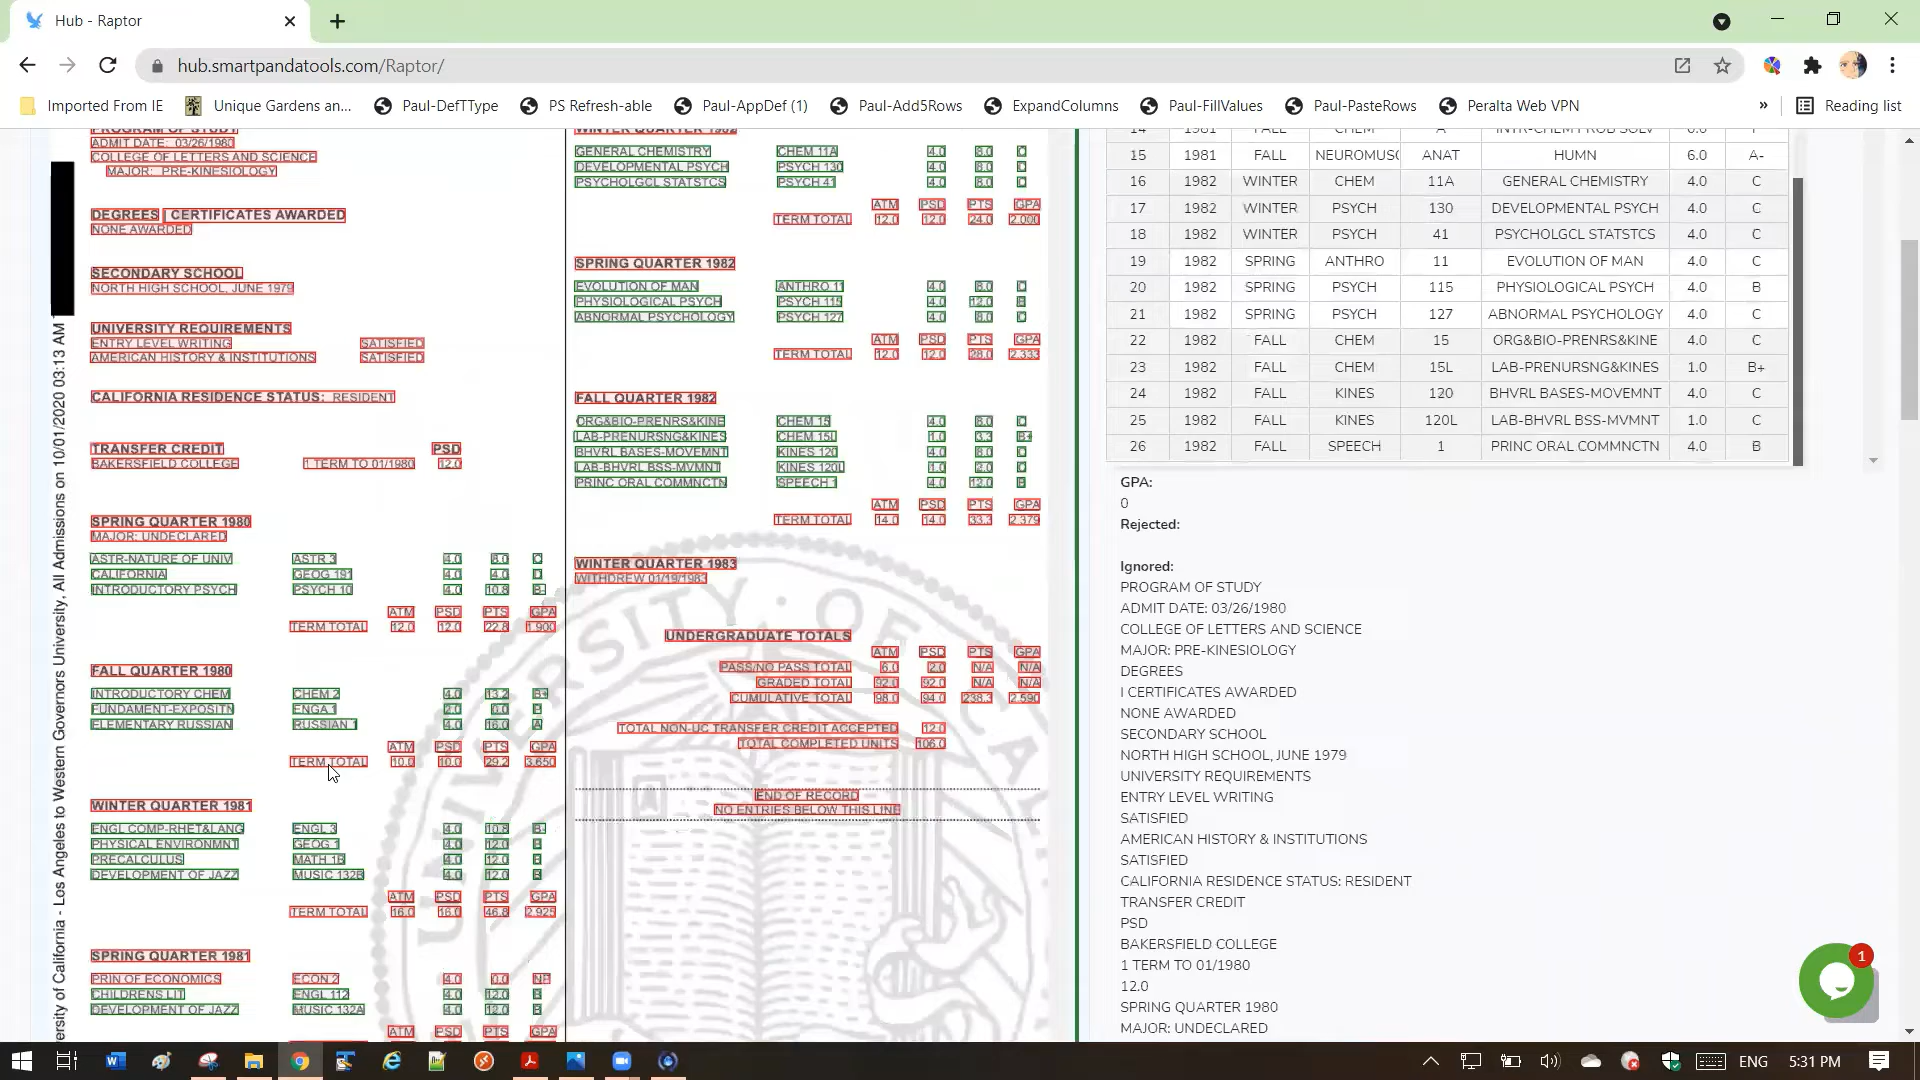 Hub - Raptor
hub.smartpandatools.com/Raptor/
Imported From IE
Unique Gardens an...
Paul-DefTType
PS Refresh-able
Paul-AppDef (1)
Paul-Add5Rows
ExpandColumns
Paul-FillValues
Paul-PasteRows
Peralta Web VPN
»
Reading list
University of California - Los Angeles to Western Governors University, All Admissions on 10/01/2020 03:13 AM
PROGRAM OF STUDY
ADMIT DATE: 03/26/1980
COLLEGE OF LETTERS AND SCIENCE
MAJOR: PRE-KINESIOLOGY
DEGREES | CERTIFICATES AWARDED
NONE AWARDED
SECONDARY SCHOOL
NORTH HIGH SCHOOL, JUNE 1979
UNIVERSITY REQUIREMENTS
ENTRY LEVEL WRITING SATISFIED
AMERICAN HISTORY & INSTITUTIONS SATISFIED
CALIFORNIA RESIDENCE STATUS: RESIDENT
TRANSFER CREDIT PSD
BAKERSFIELD COLLEGE 1 TERM TO 01/1980 12.0
SPRING QUARTER 1980
MAJOR: UNDECLARED
ASTR-NATURE OF UNIV ASTR 3 4.0 8.0 C
CALIFORNIA GEOG 191 4.0 4.0 D
INTRODUCTORY PSYCH PSYCH 10 4.0 10.8 B-
ATM PSD PTS GPA
TERM TOTAL 12.0 12.0 22.8 1.900
FALL QUARTER 1980
INTRODUCTORY CHEM CHEM 2 4.0 13.2 B+
FUNDAMENT-EXPOSITN ENGA 1 2.0 0.0 P
ELEMENTARY RUSSIAN RUSSIAN 1 4.0 16.0 A
ATM PSD PTS GPA
TERM TOTAL 10.0 10.0 29.2 3.650
WINTER QUARTER 1981
ENGL COMP-RHET&LANG ENGL 3 4.0 10.8 B-
PHYSICAL ENVIRONMNT GEOG 1 4.0 12.0 B
PRECALCULUS MATH 1B 4.0 12.0 B
DEVELOPMENT OF JAZZ MUSIC 132B 4.0 12.0 B
ATM PSD PTS GPA
TERM TOTAL 16.0 16.0 46.8 2.925
SPRING QUARTER 1981
PRIN OF ECONOMICS ECON 2 4.0 0.0 NP
CHILDRENS LIT ENGL 112 4.0 12.0 B
DEVELOPMENT OF JAZZ MUSIC 132A 4.0 12.0 B
ATM PSD PTS GPA
WINTER QUARTER 1982
GENERAL CHEMISTRY CHEM 11A 4.0 8.0 C
DEVELOPMENTAL PSYCH PSYCH 130 4.0 8.0 C
PSYCHOLGCL STATSTCS PSYCH 41 4.0 8.0 C
ATM PSD PTS GPA
TERM TOTAL 12.0 12.0 24.0 2.000
SPRING QUARTER 1982
EVOLUTION OF MAN ANTHRO 11 4.0 8.0 C
PHYSIOLOGICAL PSYCH PSYCH 115 4.0 12.0 B
ABNORMAL PSYCHOLOGY PSYCH 127 4.0 8.0 C
ATM PSD PTS GPA
TERM TOTAL 12.0 12.0 28.0 2.333
FALL QUARTER 1982
ORG&BIO-PRENRS&KINE CHEM 15 4.0 8.0 C
LAB-PRENURSNG&KINES CHEM 15L 1.0 3.3 B+
BHVRL BASES-MOVEMNT KINES 120 4.0 8.0 C
LAB-BHVRL BSS-MVMNT KINES 120L 1.0 2.0 C
PRINC ORAL COMMNCTN SPEECH 1 4.0 12.0 B
ATM PSD PTS GPA
TERM TOTAL 14.0 14.0 33.3 2.379
WINTER QUARTER 1983
WITHDREW 01/19/1983
UNDERGRADUATE TOTALS
ATM PSD PTS GPA
PASS/NO PASS TOTAL 6.0 2.0 N/A N/A
GRADED TOTAL 92.0 92.0 N/A N/A
CUMULATIVE TOTAL 98.0 94.0 238.3 2.590
TOTAL NON-UC TRANSFER CREDIT ACCEPTED 12.0
TOTAL COMPLETED UNITS 106.0
END OF RECORD
NO ENTRIES BELOW THIS LINE
UNIVERSITY · OF · CAL
14 1981 FALL CHEM A INTR-CHEM PROB SOLV 0.0 P
15 1981 FALL NEUROMUSC ANAT HUMN 6.0 A-
16 1982 WINTER CHEM 11A GENERAL CHEMISTRY 4.0 C
17 1982 WINTER PSYCH 130 DEVELOPMENTAL PSYCH 4.0 C
18 1982 WINTER PSYCH 41 PSYCHOLGCL STATSTCS 4.0 C
19 1982 SPRING ANTHRO 11 EVOLUTION OF MAN 4.0 C
20 1982 SPRING PSYCH 115 PHYSIOLOGICAL PSYCH 4.0 B
21 1982 SPRING PSYCH 127 ABNORMAL PSYCHOLOGY 4.0 C
22 1982 FALL CHEM 15 ORG&BIO-PRENRS&KINE 4.0 C
23 1982 FALL CHEM 15L LAB-PRENURSNG&KINES 1.0 B+
24 1982 FALL KINES 120 BHVRL BASES-MOVEMNT 4.0 C
25 1982 FALL KINES 120L LAB-BHVRL BSS-MVMNT 1.0 C
26 1982 FALL SPEECH 1 PRINC ORAL COMMNCTN 4.0 B
GPA:
0
Rejected:
Ignored:
PROGRAM OF STUDY
ADMIT DATE: 03/26/1980
COLLEGE OF LETTERS AND SCIENCE
MAJOR: PRE-KINESIOLOGY
DEGREES
I CERTIFICATES AWARDED
NONE AWARDED
SECONDARY SCHOOL
NORTH HIGH SCHOOL, JUNE 1979
UNIVERSITY REQUIREMENTS
ENTRY LEVEL WRITING
SATISFIED
AMERICAN HISTORY & INSTITUTIONS
SATISFIED
CALIFORNIA RESIDENCE STATUS: RESIDENT
TRANSFER CREDIT
PSD
BAKERSFIELD COLLEGE
1 TERM TO 01/1980
12.0
SPRING QUARTER 1980
MAJOR: UNDECLARED
1
ENG
5:31 PM